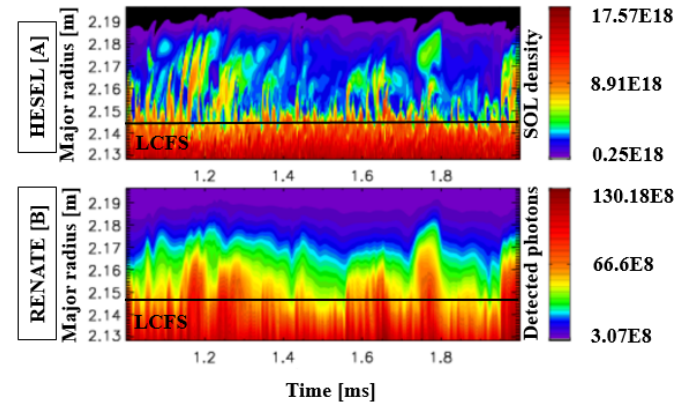 HESEL [A]
Major radius [m]
2.19
2.18
2.17
2.16
2.15
2.14
2.13
LCFS
1.2
1.4
1.6
1.8
SOL density
17.57E18
8.91E18
0.25E18
RENATE [B]
Major radius [m]
2.19
2.18
2.17
2.16
2.15
2.14
2.13
LCFS
1.2
1.4
1.6
1.8
Detected photons
130.18E8
66.6E8
3.07E8
Time [ms]